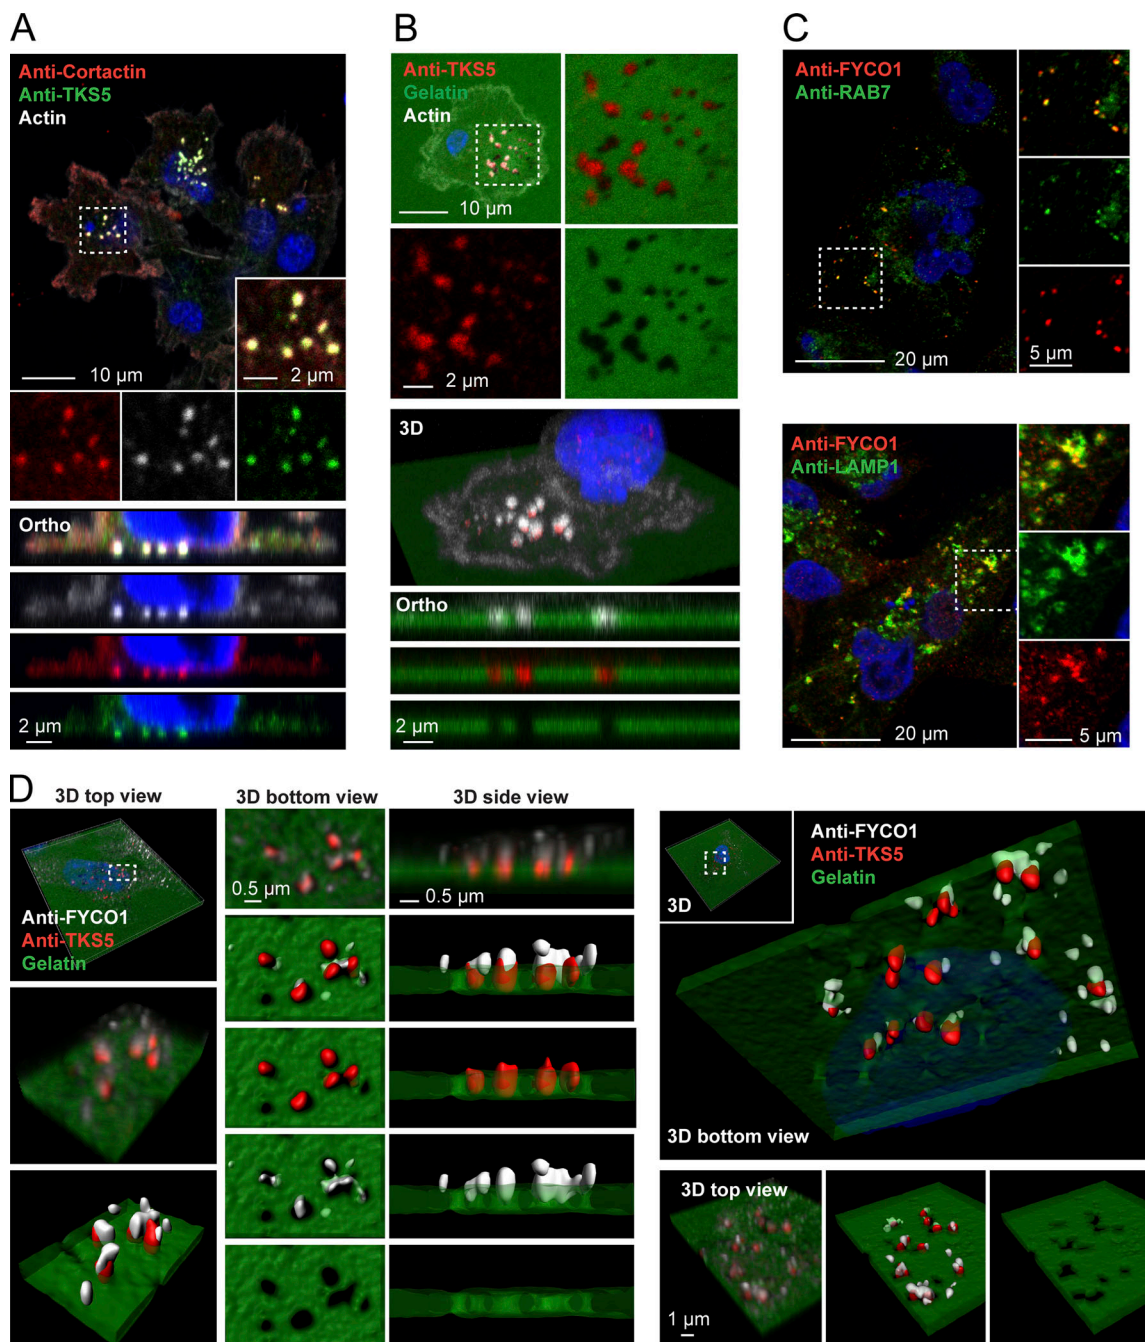 A
Anti-Cortactin
Anti-TKS5
Actin
10 µm
2 µm
Ortho
2 µm
B
Anti-TKS5
Gelatin
Actin
10 µm
2 µm
3D
Ortho
2 µm
C
Anti-FYCO1
Anti-RAB7
20 µm
5 µm
Anti-FYCO1
Anti-LAMP1
20 µm
5 µm
D
3D top view
Anti-FYCO1
Anti-TKS5
Gelatin
3D bottom view
0.5 µm
3D side view
0.5 µm
3D
Anti-FYCO1
Anti-TKS5
Gelatin
3D bottom view
3D top view
1 µm